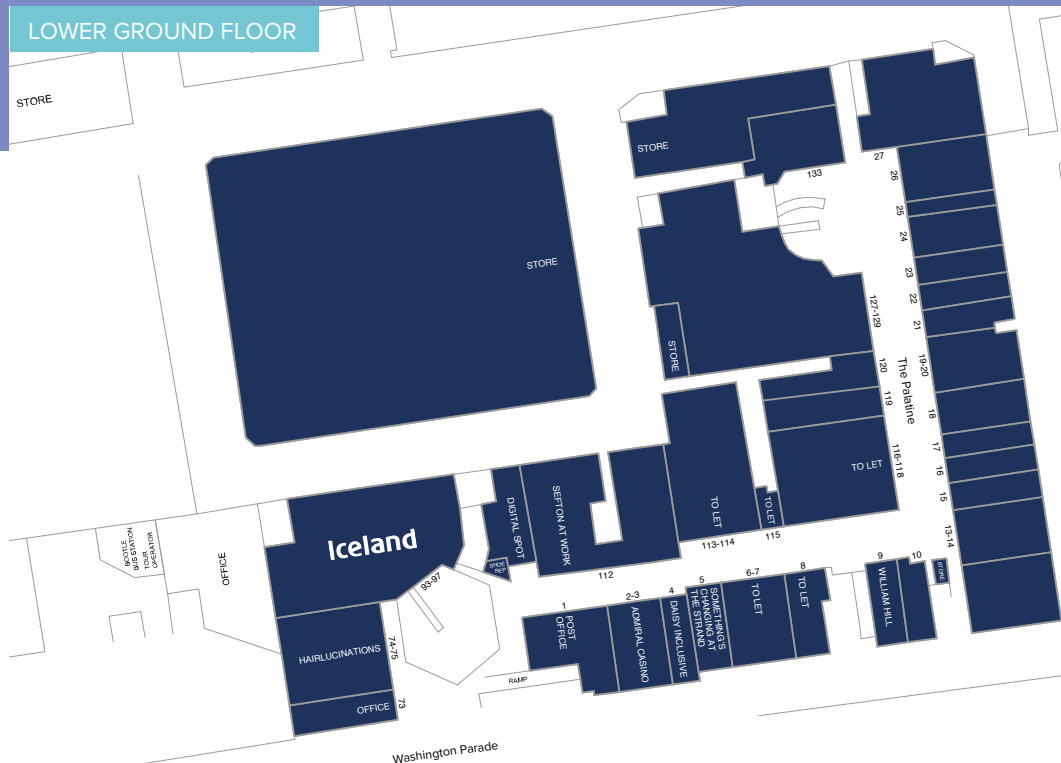 LOWER GROUND FLOOR
STORE
STORE
133
27
26
25
24
23
22
21
19-20
18
17
16
15
13-14
STORE
STORE
127-129
120
119
The Palatine
116-118
TO LET
TO LET
115
TO LET
113-114
SEFTON AT WORK
112
DIGITAL SPOT
SHOE
REP
Iceland
93-97
BOOTLE
BUS STATION
TOUR
OPERATOR
OFFICE
HAIRLUCINATIONS
74-75
OFFICE
73
1
POST
OFFICE
2-3
ADMIRAL CASINO
4
DAISY INCLUSIVE
5
SOMETHING'S
CHANGING AT
THE STRAND
6-7
TO LET
8
TO LET
9
WILLIAM HILL
10
STORE
RAMP
Washington Parade